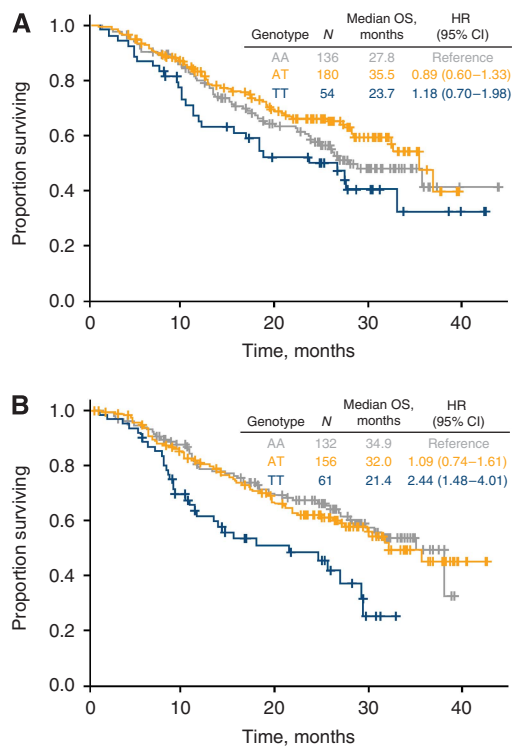 A
Genotype N Median OS, months HR (95% CI)
AA 136 27.8 Reference
AT 180 35.5 0.89 (0.60–1.33)
TT 54 23.7 1.18 (0.70–1.98)
Proportion surviving
1.0
0.8
0.6
0.4
0.2
0.0
0 10 20 30 40
Time, months
B
Genotype N Median OS, months HR (95% CI)
AA 132 34.9 Reference
AT 156 32.0 1.09 (0.74–1.61)
TT 61 21.4 2.44 (1.48–4.01)
Proportion surviving
1.0
0.8
0.6
0.4
0.2
0.0
0 10 20 30 40
Time, months